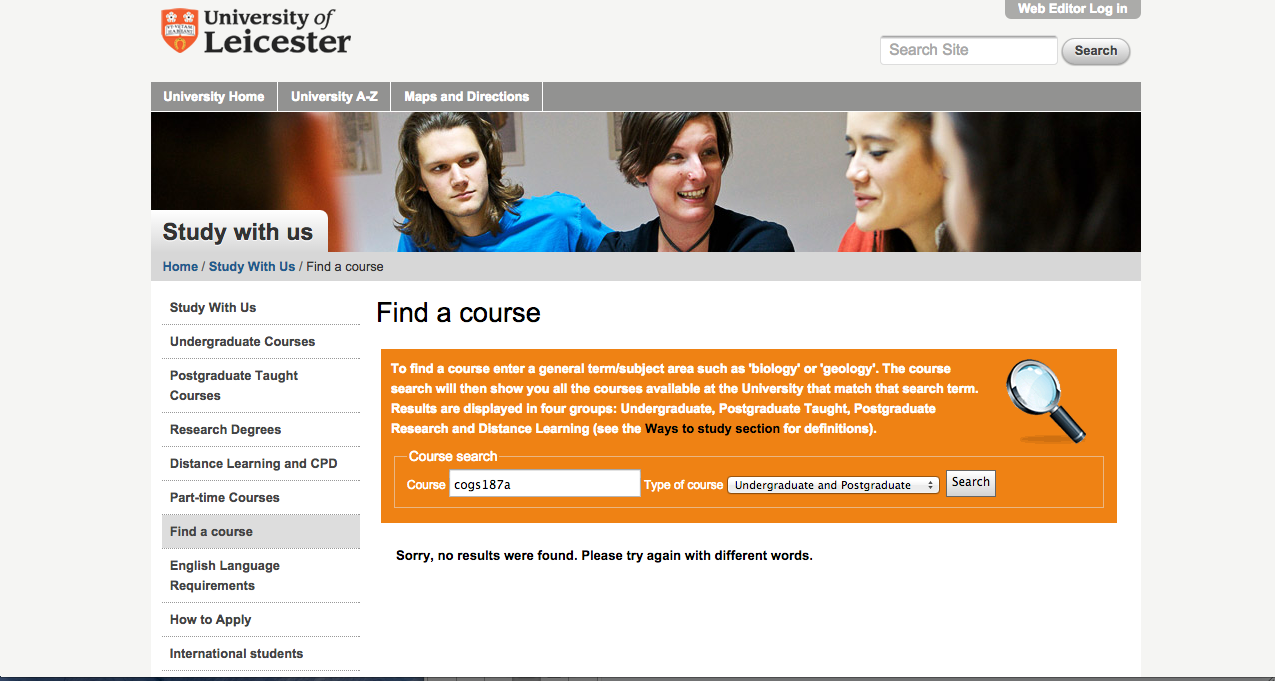 University of
Leicester
Web Editor Log In
Search Site
Search
University Home
University A-Z
Maps and Directions
Study with us
Home / Study With Us / Find a course
Study With Us
Undergraduate Courses
Postgraduate Taught
Courses
Research Degrees
Distance Learning and CPD
Part-time Courses
Find a course
English Language
Requirements
How to Apply
International students
Find a course
To find a course enter a general term/subject area such as 'biology' or 'geology'. The course
search will then show you all the courses available at the University that match that search term.
Results are displayed in four groups: Undergraduate, Postgraduate Taught, Postgraduate
Research and Distance Learning (see the Ways to study section for definitions).
Course search
Course cogs187a Type of course Undergraduate and Postgraduate Search
Sorry, no results were found. Please try again with different words.